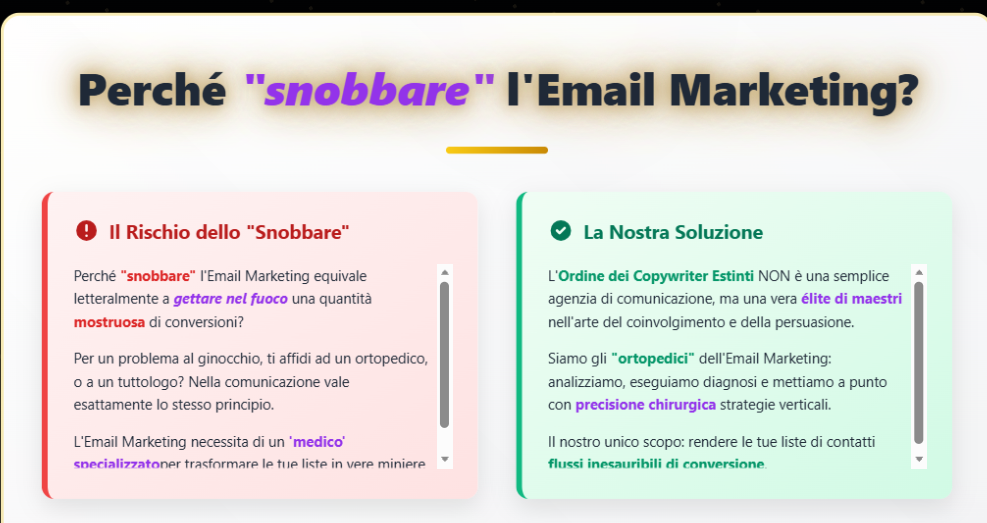 Perché "snobbare" l'Email Marketing?
Il Rischio dello "Snobbare"
Perché "snobbare" l'Email Marketing equivale
letteralmente a gettare nel fuoco una quantità
mostruosa di conversioni?
Per un problema al ginocchio, ti affidi ad un ortopedico,
o a un tuttologo? Nella comunicazione vale
esattamente lo stesso principio.
L'Email Marketing necessita di un 'medico'
specializzatoper trasformare le tue liste in vere miniere
La Nostra Soluzione
L'Ordine dei Copywriter Estinti NON è una semplice
agenzia di comunicazione, ma una vera élite di maestri
nell'arte del coinvolgimento e della persuasione.
Siamo gli "ortopedici" dell'Email Marketing:
analizziamo, eseguiamo diagnosi e mettiamo a punto
con precisione chirurgica strategie verticali.
Il nostro unico scopo: rendere le tue liste di contatti
flussi inesauribili di conversione.